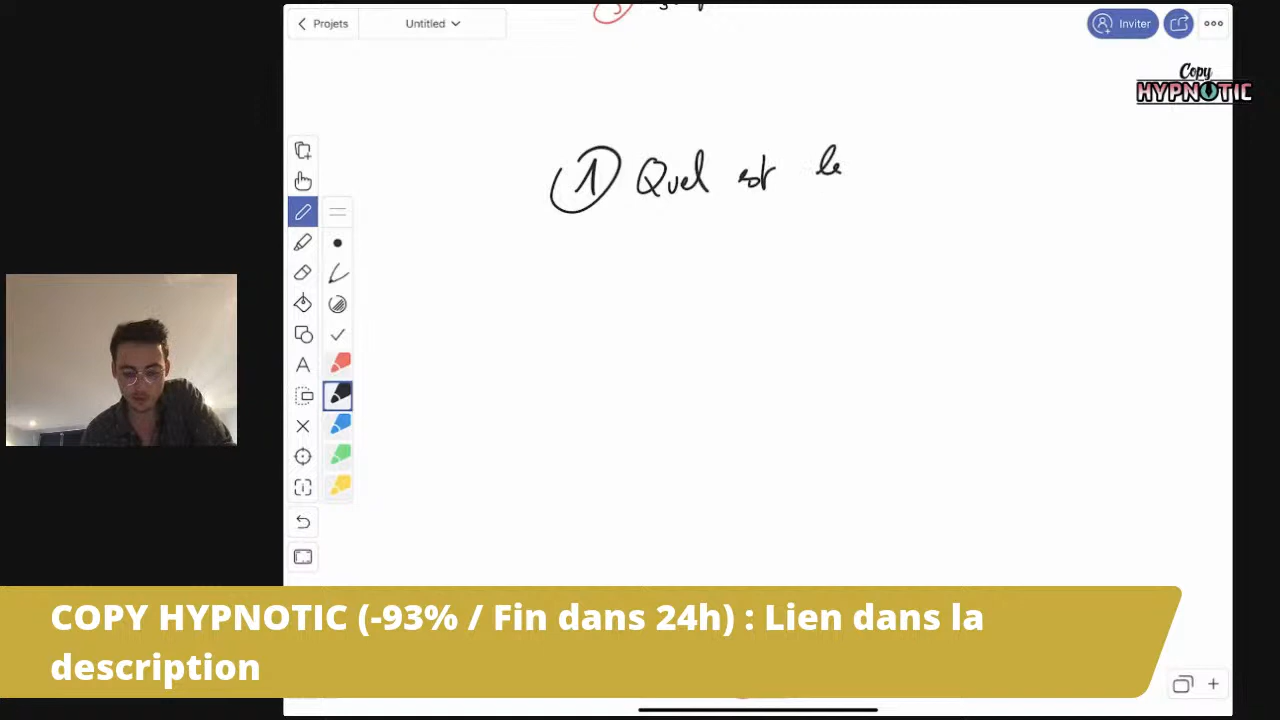 Projets
Untitled
Inviter
Copy
HYPNOTIC
1 Quel est le
COPY HYPNOTIC (-93% / Fin dans 24h) : Lien dans la
description